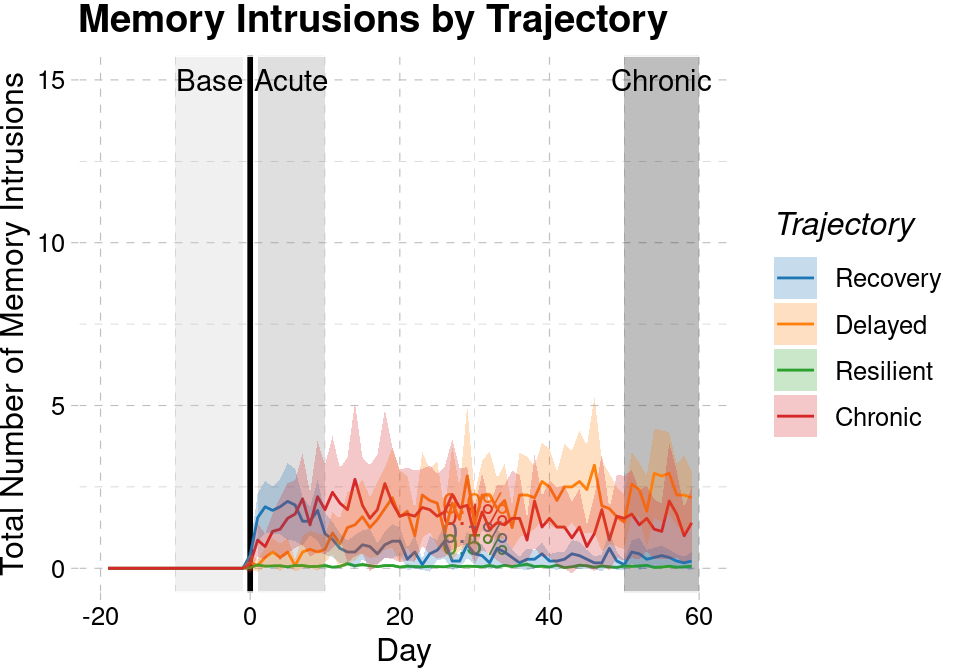 Memory Intrusions by Trajectory
Total Number of Memory Intrusions
15
10
5
0
Base
Acute
Chronic
-20
0
20
40
60
Day
Trajectory
Recovery
Delayed
Resilient
Chronic